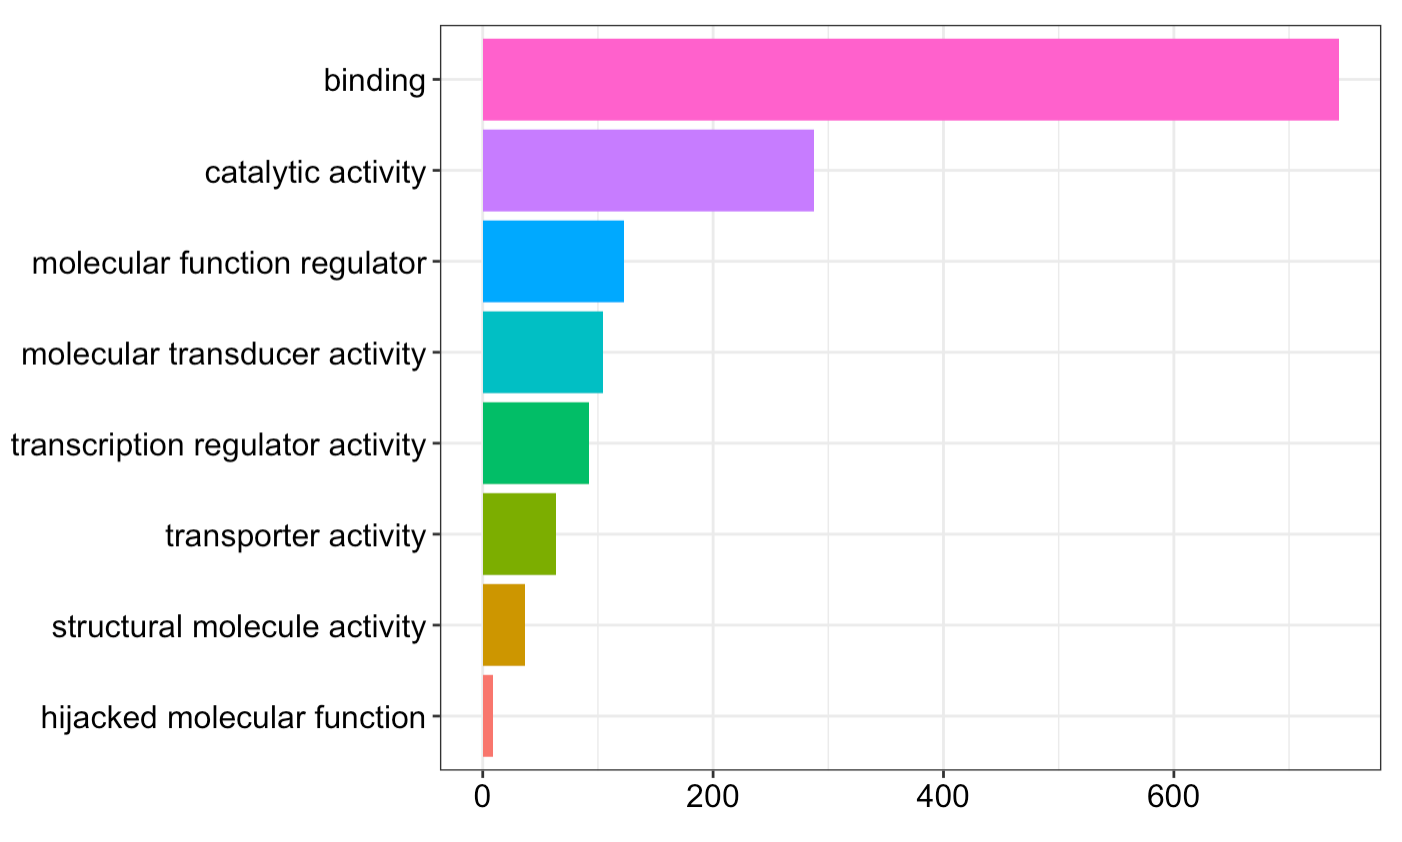 binding
catalytic activity
molecular function regulator
molecular transducer activity
transcription regulator activity
transporter activity
structural molecule activity
hijacked molecular function
0 200 400 600